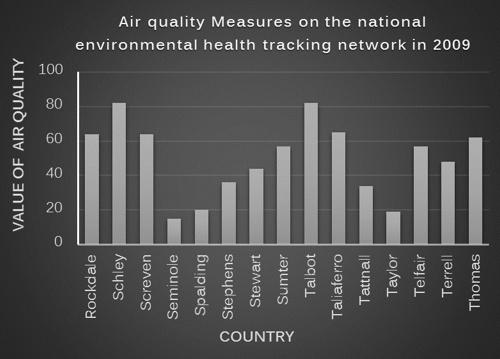 Air quality Measures on the national
environmental health tracking network in 2009
VALUE OF AIR QUALITY
100
80
60
40
20
0
Rockdale
Schley
Screven
Seminole
Spalding
Stephens
Stewart
Sumter
Talbot
Taliaferro
Tattnall
Taylor
Telfair
Terrell
Thomas
COUNTRY